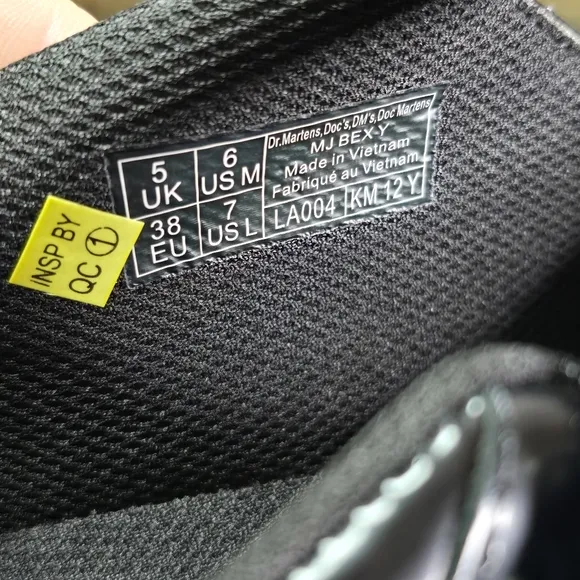 5
UK
6
US M
38
EU
7
US L
Dr.Martens,Doc's,DM's,Doc Martens
MJ BEX-Y
Made in Vietnam
Fabriqué au Vietnam
LA004
KM 12 Y
INSP BY
QC 1